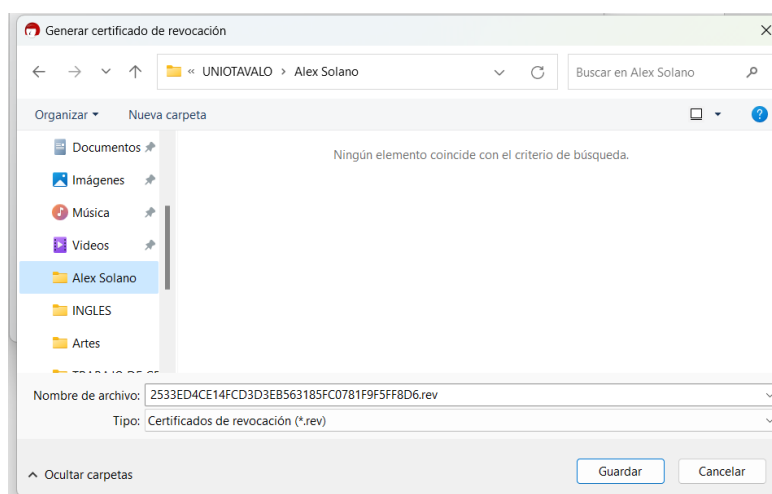 Generar certificado de revocación
« UNIOTAVALO > Alex Solano
Buscar en Alex Solano
Organizar
Nueva carpeta
Documentos
Ningún elemento coincide con el criterio de búsqueda.
Imágenes
Música
Videos
Alex Solano
INGLES
Artes
Nombre de archivo: 2533ED4CE14FCD3D3EB563185FC0781F9F5FF8D6.rev
Tipo: Certificados de revocación (*.rev)
Ocultar carpetas
Guardar
Cancelar